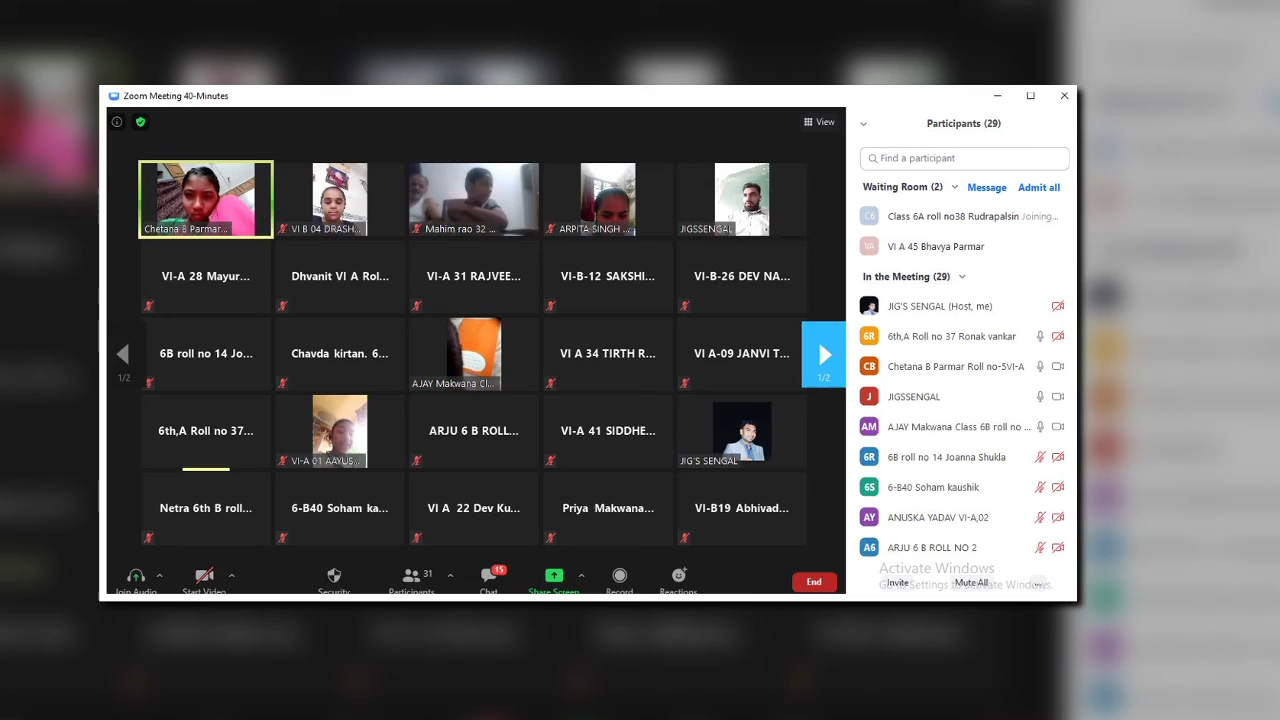 Zoom Meeting 40-Minutes
View
Chetana B Parmar...
VI B 04 DRASH...
Mahim rao 32 ...
ARPITA SINGH ...
JIGSSENGAL
VI-A 28 Mayur...
Dhvanit VI A Rol...
VI-A 31 RAJVEE...
VI-B-12 SAKSHI...
VI-B-26 DEV NA...
6B roll no 14 Jo...
Chavda kirtan. 6...
AJAY Makwana Cl...
VI A 34 TIRTH R...
VI A-09 JANVI T...
1/2
1/2
6th,A Roll no 37...
VI-A 01 AAYUS...
ARJU 6 B ROLL...
VI-A 41 SIDDHE...
JIG'S SENGAL
Netra 6th B roll...
6-B40 Soham ka...
VI A 22 Dev Ku...
Priya Makwana...
VI-B19 Abhivad...
Join Audio
Start Video
Security
Participants
31
Chat
15
Share Screen
Record
Reactions
End
Participants (29)
Find a participant
Waiting Room (2)
Message
Admit all
C6
Class 6A roll no38 Rudrapalsin Joining...
VA
VI A 45 Bhavya Parmar
In the Meeting (29)
JIG'S SENGAL (Host, me)
6R
6th,A Roll no 37 Ronak vankar
CB
Chetana B Parmar Roll no-5VI-A
J
JIGSSENGAL
AM
AJAY Makwana Class 6B roll no ...
6R
6B roll no 14 Joanna Shukla
6S
6-B40 Soham kaushik
AY
ANUSKA YADAV VI-A,02
A6
ARJU 6 B ROLL NO 2
Activate Windows
Go to Settings to activate Windows.
Invite
Mute All
...